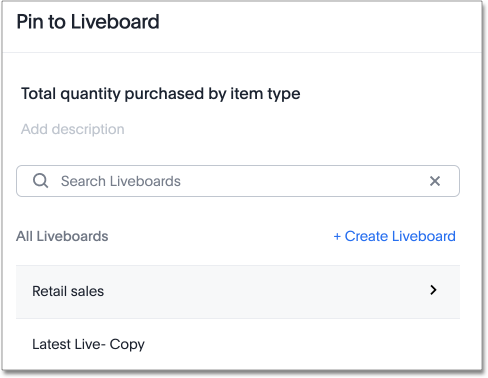 Pin to Liveboard
Total quantity purchased by item type
Add description
Search Liveboards
All Liveboards
+ Create Liveboard
Retail sales
Latest Live- Copy